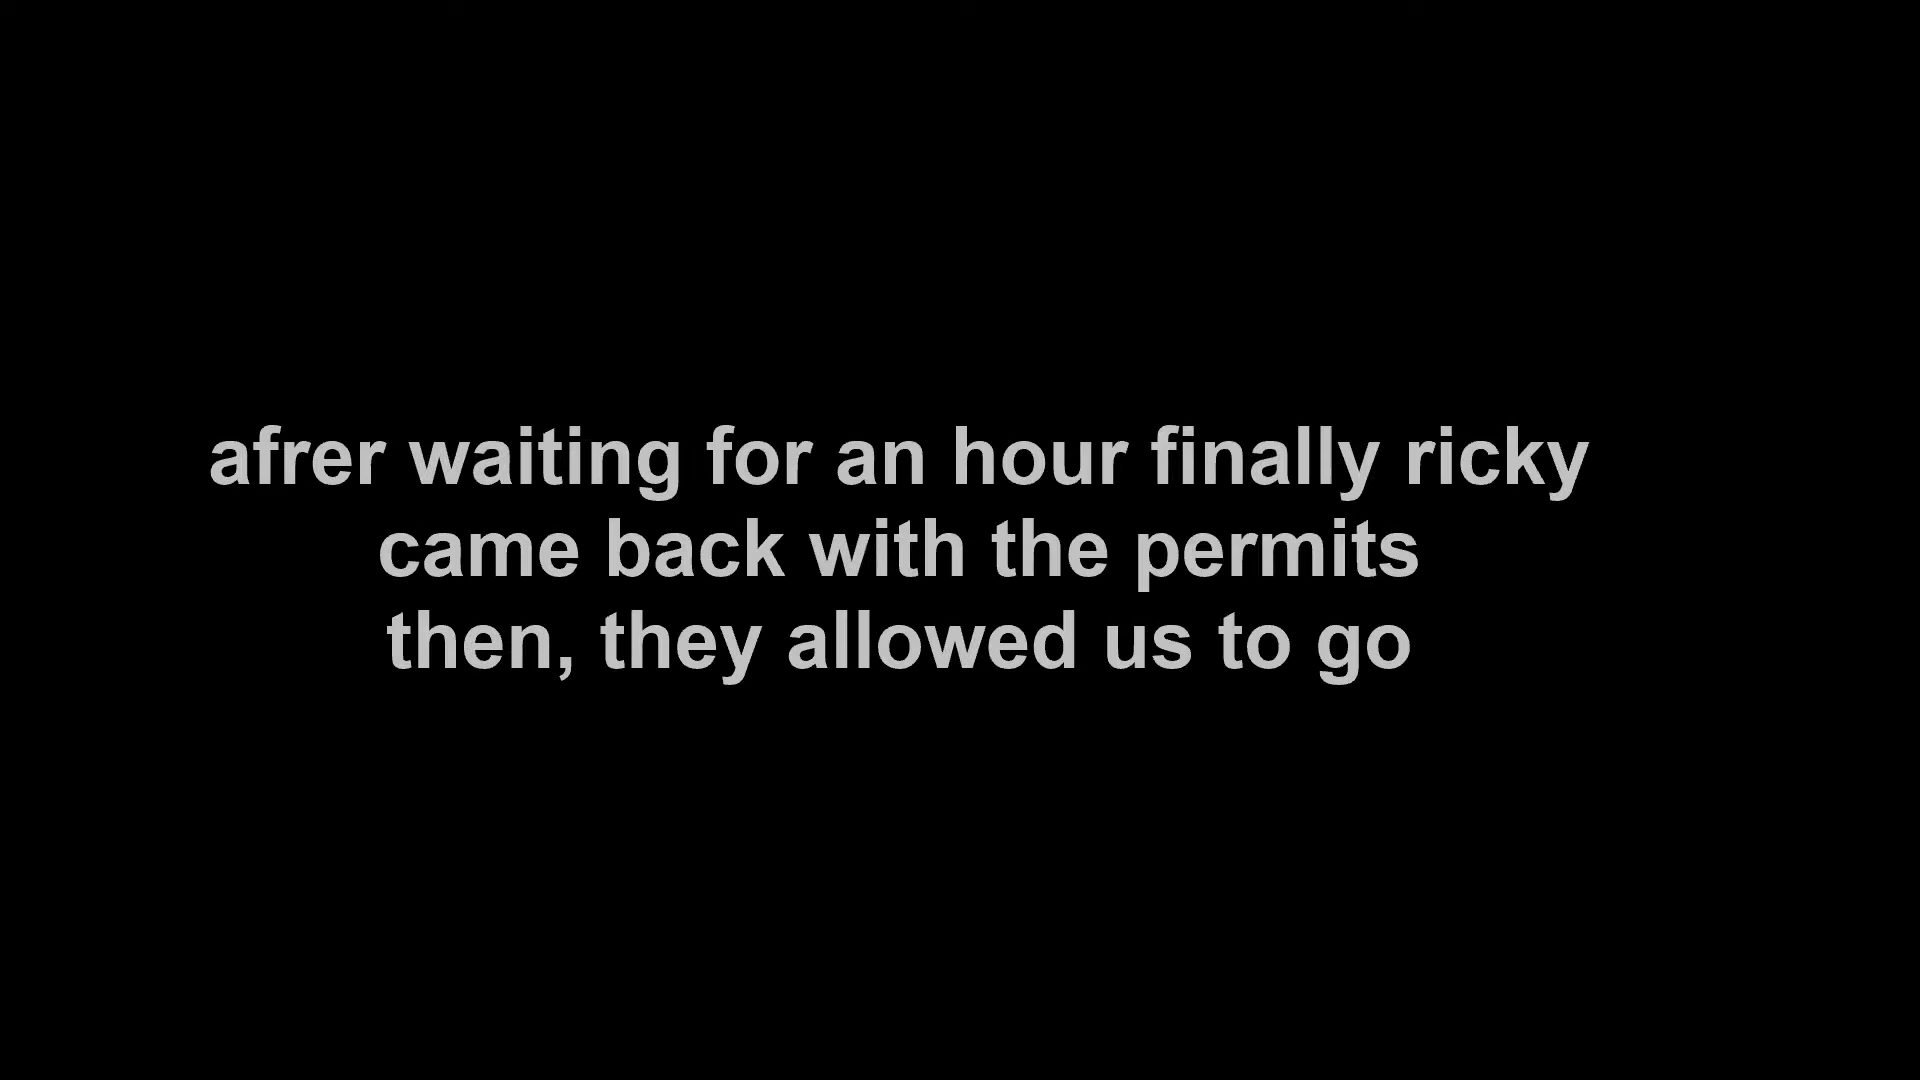 afrer waiting for an hour finally ricky
came back with the permits
then, they allowed us to go